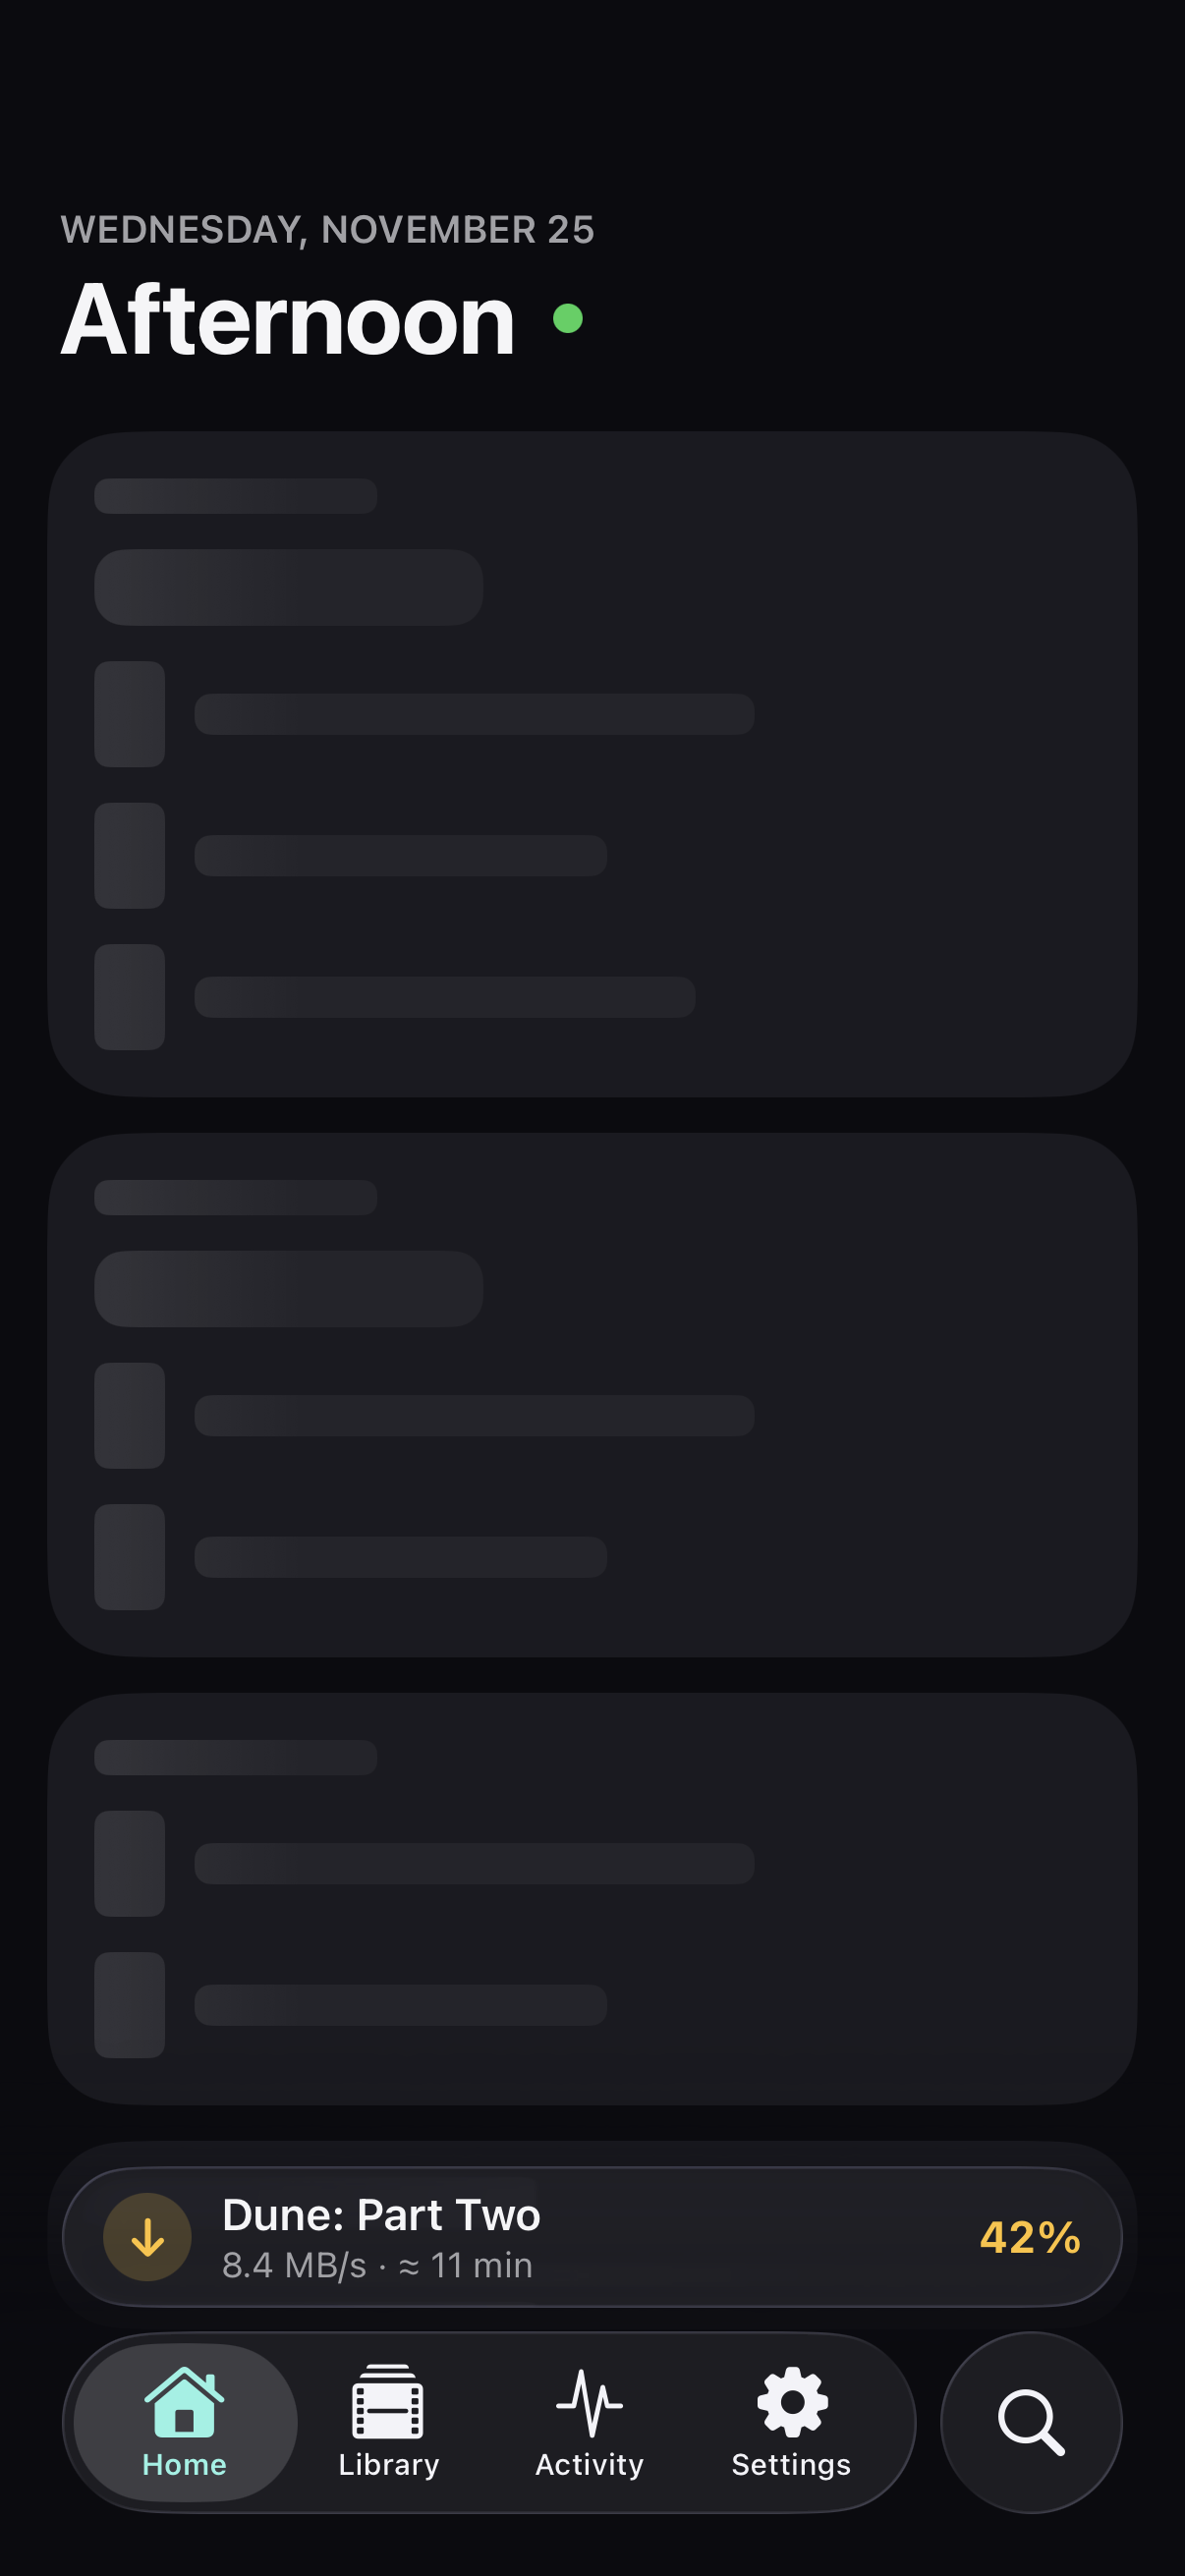 WEDNESDAY, NOVEMBER 25
Afternoon
Dune: Part Two
8.4 MB/s · ≈ 11 min
42%
Home
Library
Activity
Settings